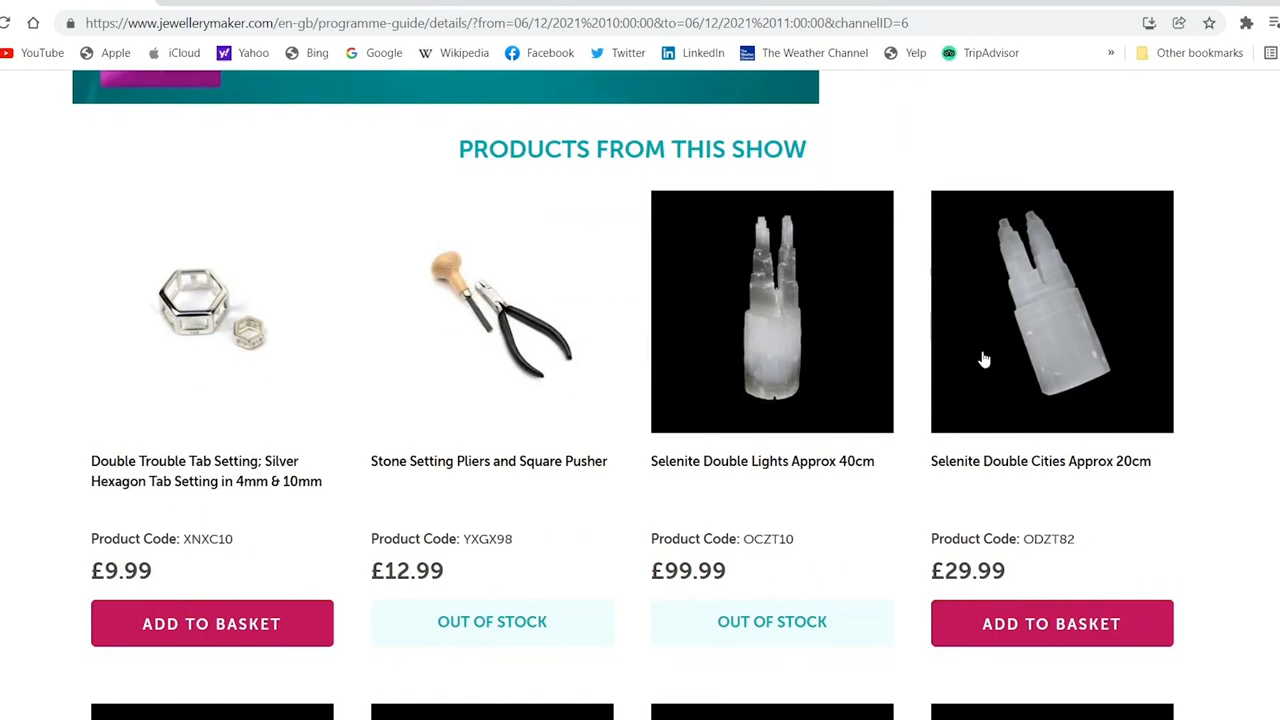 https://www.jewellerymaker.com/en-gb/programme-guide/details/?from=06/12/2021%2010:00:00&to=06/12/2021%2011:00:00&channelID=6
YouTube Apple iCloud Yahoo Bing Google Wikipedia Facebook Twitter LinkedIn The Weather Channel Yelp TripAdvisor » Other bookmarks
PRODUCTS FROM THIS SHOW
Double Trouble Tab Setting; Silver
Hexagon Tab Setting in 4mm & 10mm
Product Code: XNXC10
£9.99
ADD TO BASKET
Stone Setting Pliers and Square Pusher
Product Code: YXGX98
£12.99
OUT OF STOCK
Selenite Double Lights Approx 40cm
Product Code: OCZT10
£99.99
OUT OF STOCK
Selenite Double Cities Approx 20cm
Product Code: ODZT82
£29.99
ADD TO BASKET